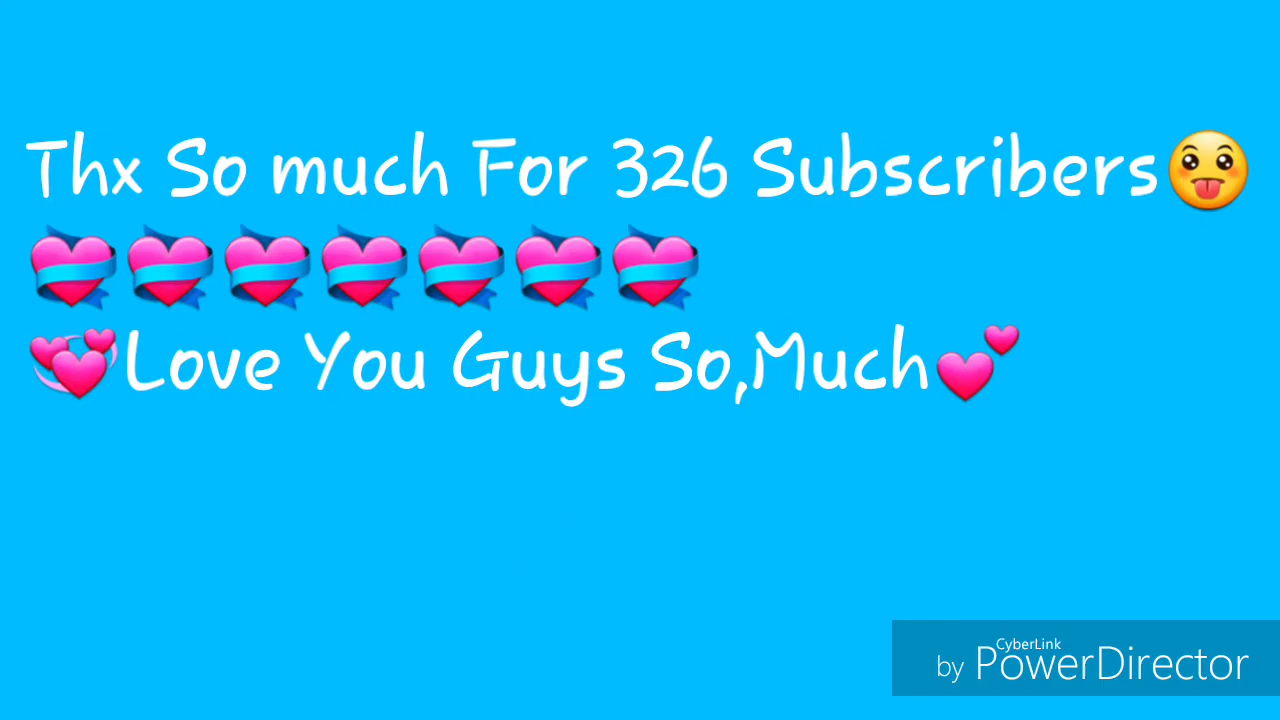 Thx So much For 326 Subscribers😛
💝💝💝💝💝💝💝
💞Love You Guys So,Much💕
by CyberLink PowerDirector